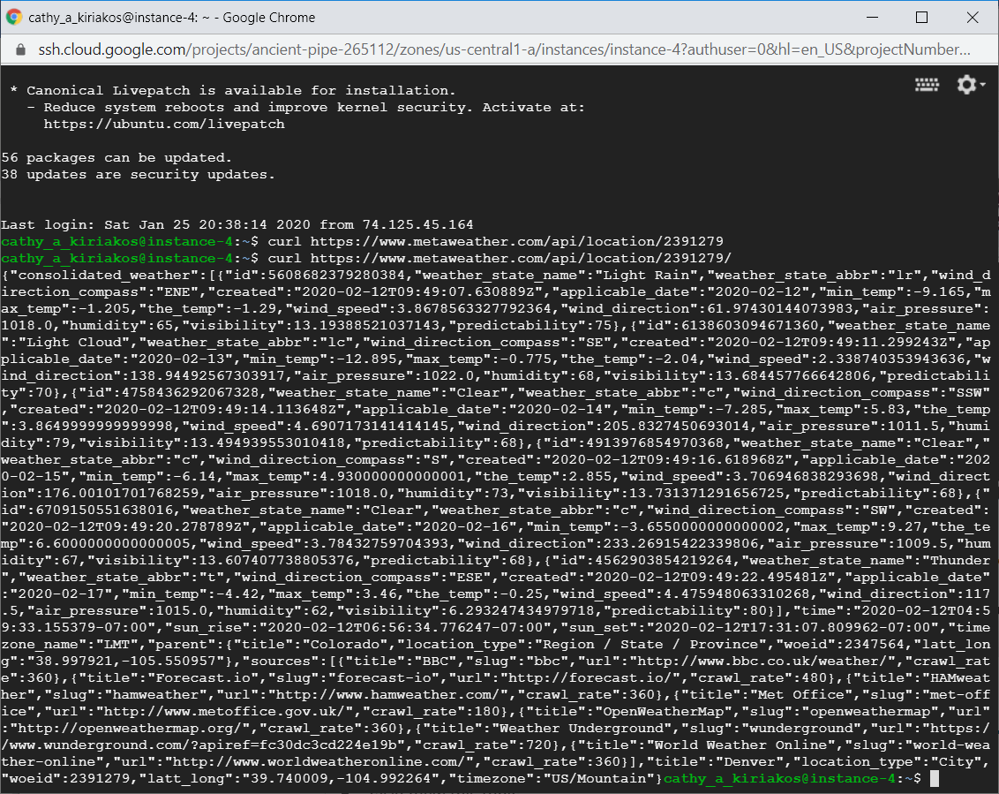 cathy_a_kiriakos@instance-4: ~ - Google Chrome
ssh.cloud.google.com/projects/ancient-pipe-265112/zones/us-central1-a/instances/instance-4?authuser=0&hl=en_US&projectNumber...
* Canonical Livepatch is available for installation.
- Reduce system reboots and improve kernel security. Activate at:
https://ubuntu.com/livepatch
56 packages can be updated.
38 updates are security updates.
Last login: Sat Jan 25 20:38:14 2020 from 74.125.45.164
cathy_a_kiriakos@instance-4:~$ curl https://www.metaweather.com/api/location/2391279
cathy_a_kiriakos@instance-4:~$ curl https://www.metaweather.com/api/location/2391279/
{"consolidated_weather":[{"id":5608682379280384,"weather_state_name":"Light Rain","weather_state_abbr":"lr","wind_d
irection_compass":"ENE","created":"2020-02-12T09:49:07.630889Z","applicable_date":"2020-02-12","min_temp":-9.165,"m
ax_temp":-1.205,"the_temp":-1.29,"wind_speed":3.8678563327792364,"wind_direction":61.97430144073983,"air_pressure":
1018.0,"humidity":65,"visibility":13.19388521037143,"predictability":75},{"id":6138603094671360,"weather_state_name
":"Light Cloud","weather_state_abbr":"lc","wind_direction_compass":"SE","created":"2020-02-12T09:49:11.299243Z","ap
plicable_date":"2020-02-13","min_temp":-12.895,"max_temp":-0.775,"the_temp":-2.04,"wind_speed":2.338740353943636,"w
ind_direction":138.94492567303917,"air_pressure":1022.0,"humidity":68,"visibility":13.684457766642806,"predictabili
ty":70},{"id":4758436292067328,"weather_state_name":"Clear","weather_state_abbr":"c","wind_direction_compass":"SSW"
,"created":"2020-02-12T09:49:14.113648Z","applicable_date":"2020-02-14","min_temp":-7.285,"max_temp":5.83,"the_temp
":3.8649999999999998,"wind_speed":4.6907173141414145,"wind_direction":205.8327450693014,"air_pressure":1011.5,"humi
dity":79,"visibility":13.494939553010418,"predictability":68},{"id":4913976854970368,"weather_state_name":"Clear","
weather_state_abbr":"c","wind_direction_compass":"S","created":"2020-02-12T09:49:16.618968Z","applicable_date":"202
0-02-15","min_temp":-6.14,"max_temp":4.930000000000001,"the_temp":2.855,"wind_speed":3.706946838293698,"wind_direct
ion":176.00101701768259,"air_pressure":1018.0,"humidity":73,"visibility":13.731371291656725,"predictability":68},{"
id":6709150551638016,"weather_state_name":"Clear","weather_state_abbr":"c","wind_direction_compass":"SW","created":
"2020-02-12T09:49:20.278789Z","applicable_date":"2020-02-16","min_temp":-3.6550000000000002,"max_temp":9.27,"the_te
mp":6.6000000000000005,"wind_speed":3.78432759704393,"wind_direction":233.26915422339806,"air_pressure":1009.5,"hum
idity":67,"visibility":13.607407738805376,"predictability":68},{"id":4562903854219264,"weather_state_name":"Thunder
","weather_state_abbr":"t","wind_direction_compass":"ESE","created":"2020-02-12T09:49:22.495481Z","applicable_date"
:"2020-02-17","min_temp":-4.42,"max_temp":3.46,"the_temp":-0.25,"wind_speed":4.475948063310268,"wind_direction":117
.5,"air_pressure":1015.0,"humidity":62,"visibility":6.293247434979718,"predictability":80}],"time":"2020-02-12T04:5
9:33.155379-07:00","sun_rise":"2020-02-12T06:56:34.776247-07:00","sun_set":"2020-02-12T17:31:07.809962-07:00","time
zone_name":"LMT","parent":{"title":"Colorado","location_type":"Region / State / Province","woeid":2347564,"latt_lon
g":"38.997921,-105.550957"},"sources":[{"title":"BBC","slug":"bbc","url":"http://www.bbc.co.uk/weather/","crawl_rat
e":360},{"title":"Forecast.io","slug":"forecast-io","url":"http://forecast.io/","crawl_rate":480},{"title":"HAMweat
her","slug":"hamweather","url":"http://www.hamweather.com/","crawl_rate":360},{"title":"Met Office","slug":"met-off
ice","url":"http://www.metoffice.gov.uk/","crawl_rate":180},{"title":"OpenWeatherMap","slug":"openweathermap","url"
:"http://openweathermap.org/","crawl_rate":360},{"title":"Weather Underground","slug":"wunderground","url":"https:/
/www.wunderground.com/?apiref=fc30dc3cd224e19b","crawl_rate":720},{"title":"World Weather Online","slug":"world-wea
ther-online","url":"http://www.worldweatheronline.com/","crawl_rate":360}],"title":"Denver","location_type":"City",
"woeid":2391279,"latt_long":"39.740009,-104.992264","timezone":"US/Mountain"}cathy_a_kiriakos@instance-4:~$